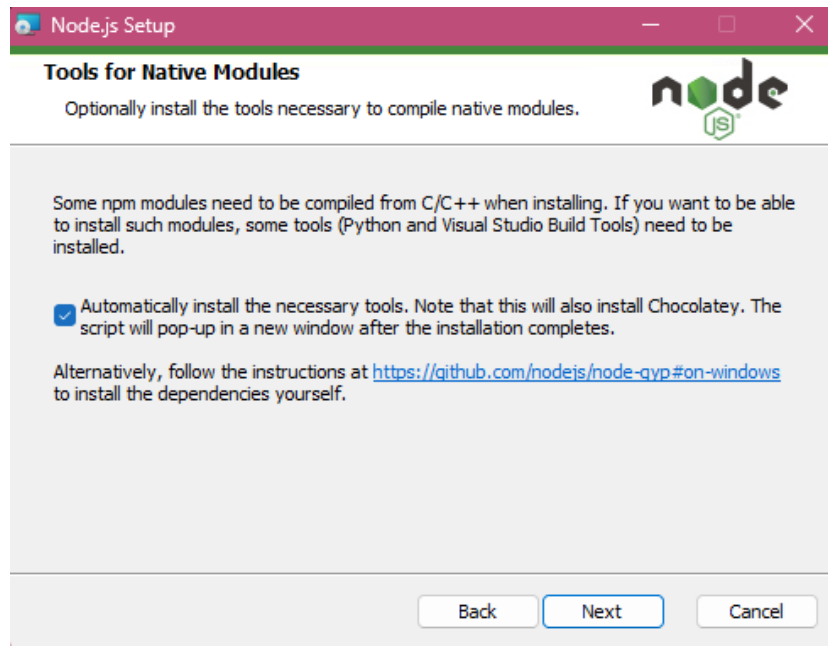 Node.js Setup
Tools for Native Modules
Optionally install the tools necessary to compile native modules.
node
JS
Some npm modules need to be compiled from C/C++ when installing. If you want to be able
to install such modules, some tools (Python and Visual Studio Build Tools) need to be
installed.
Automatically install the necessary tools. Note that this will also install Chocolatey. The
script will pop-up in a new window after the installation completes.
Alternatively, follow the instructions at https://github.com/nodejs/node-gyp#on-windows
to install the dependencies yourself.
Back Next Cancel